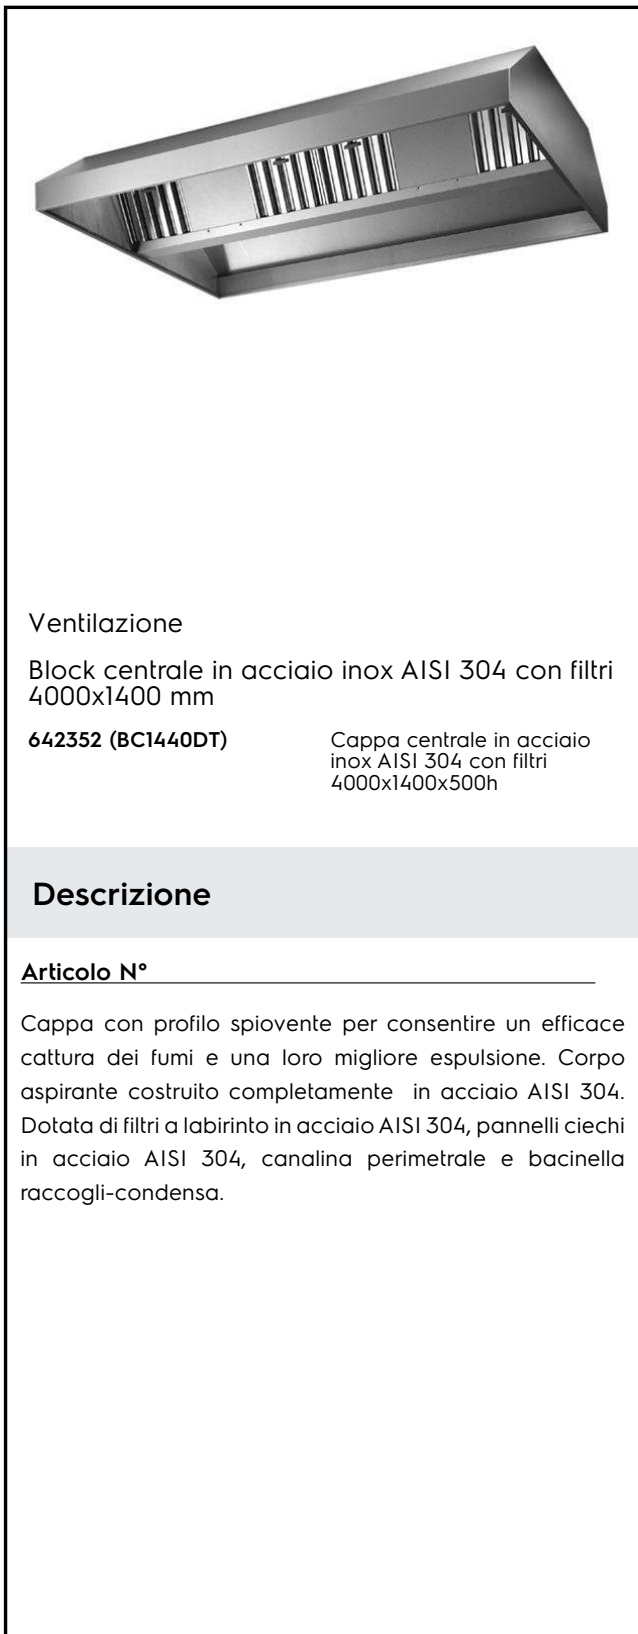 Ventilazione
Block centrale in acciaio inox AISI 304 con filtri
4000x1400 mm
642352 (BC1440DT)
Cappa centrale in acciaio
inox AISI 304 con filtri
4000x1400x500h
Descrizione
Articolo N°
Cappa con profilo spiovente per consentire un efficace
cattura dei fumi e una loro migliore espulsione. Corpo
aspirante costruito completamente in acciaio AISI 304.
Dotata di filtri a labirinto in acciaio AISI 304, pannelli ciechi
in acciaio AISI 304, canalina perimetrale e bacinella
raccogli-condensa.